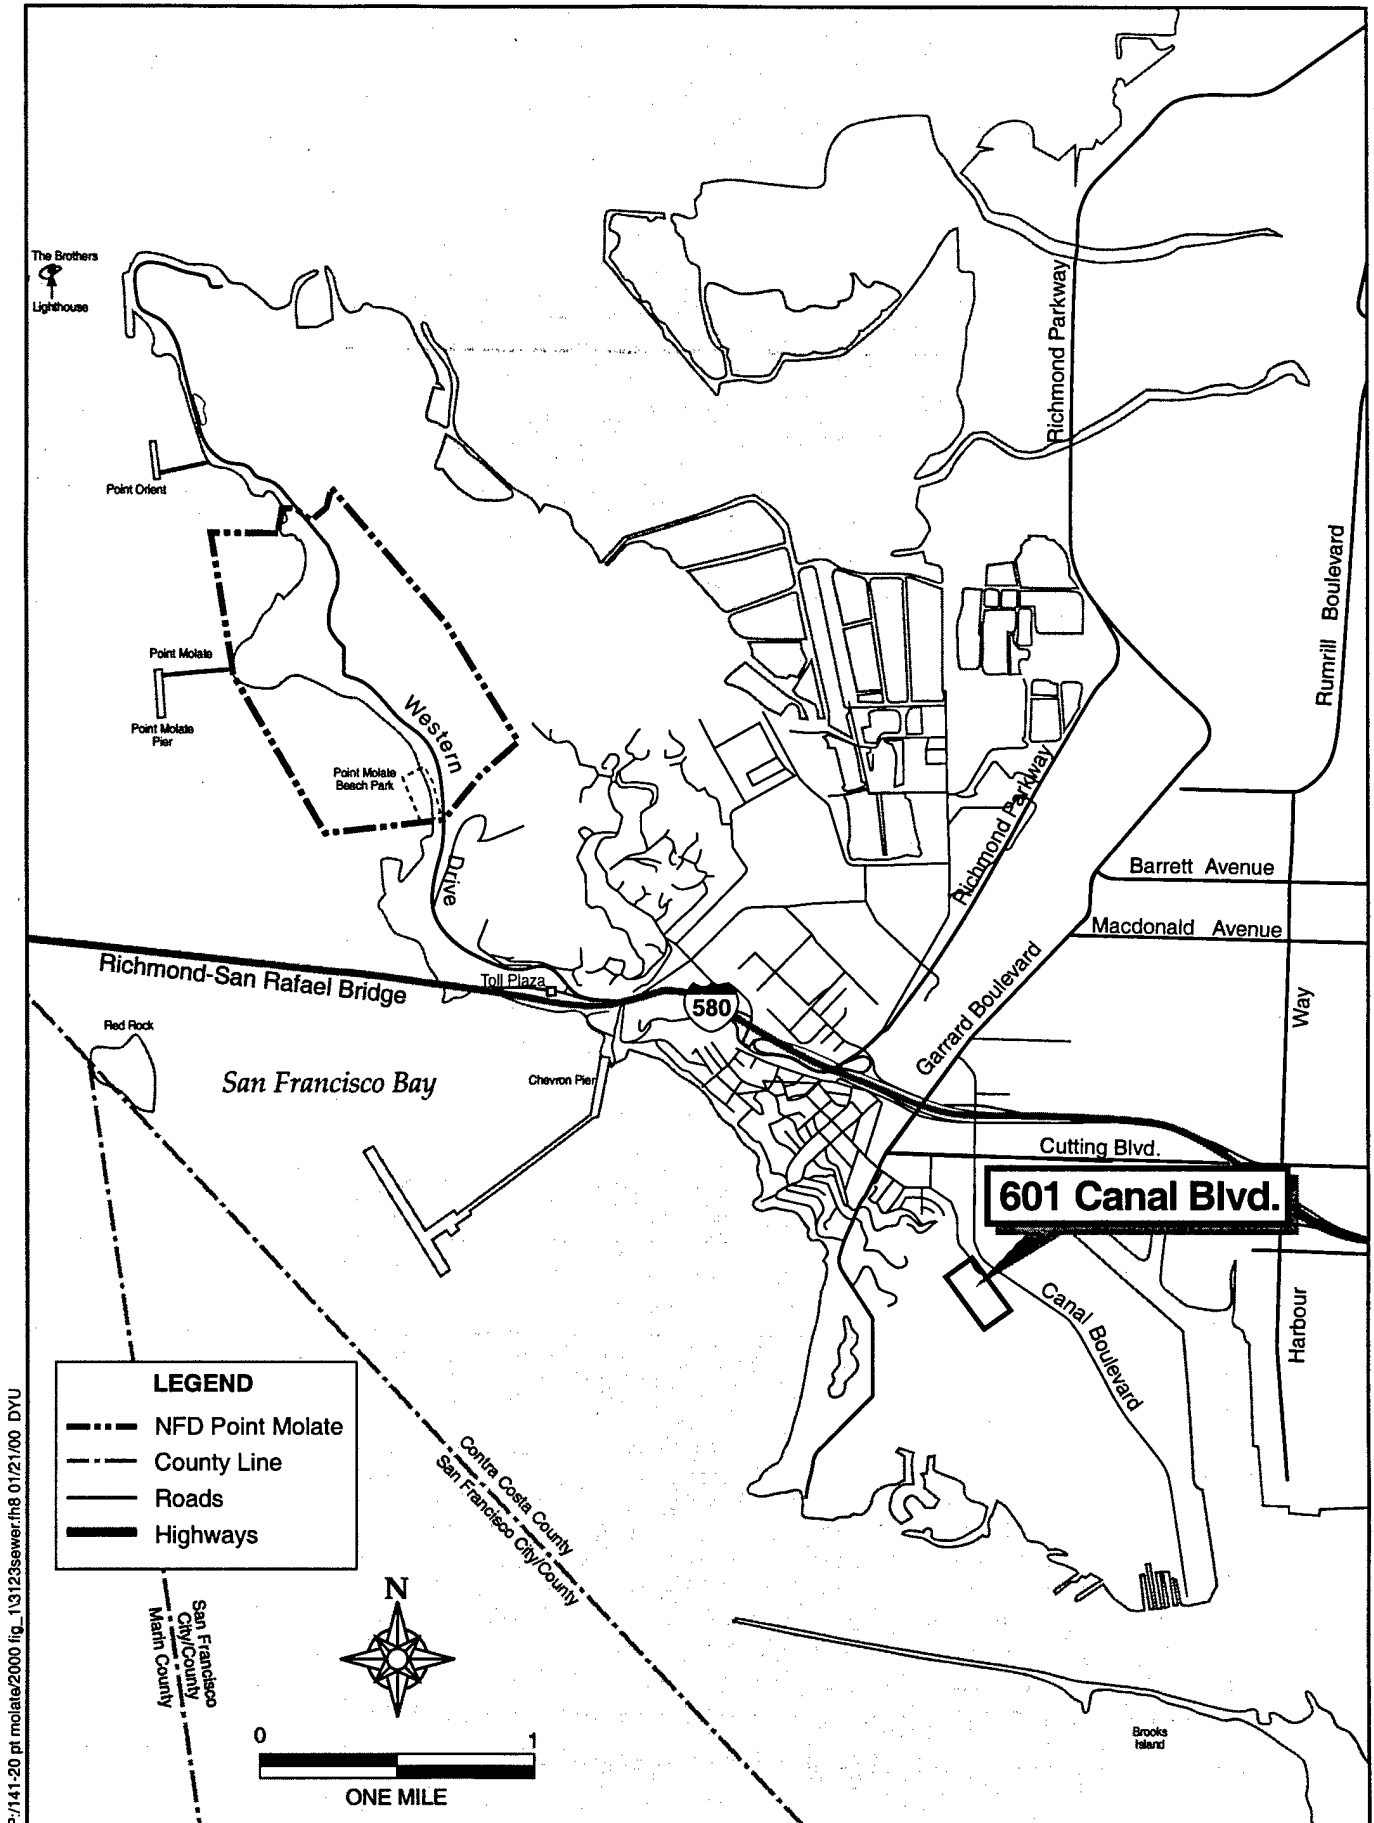 The Brothers
Lighthouse
Richmond Parkway
Point Orient
Rumrill Boulevard
Point Molate
Point Molate
Pier
Western
Drive
Point Molate
Beach Park
Richmond Parkway
Barrett Avenue
Macdonald Avenue
Richmond-San Rafael Bridge
Toll Plaza
580
Garrard Boulevard
Way
Red Rock
San Francisco Bay
Chevron Pier
Cutting Blvd.
601 Canal Blvd.
Canal Boulevard
Harbour
LEGEND
NFD Point Molate
County Line
Roads
Highways
Contra Costa County
San Francisco City/County
San Francisco
City/County
Marin County
N
0 1
ONE MILE
Brooks
Island
P:/141-20 pt molate/2000 fig_1\3123sewer.fh8 01/21/00 DYU